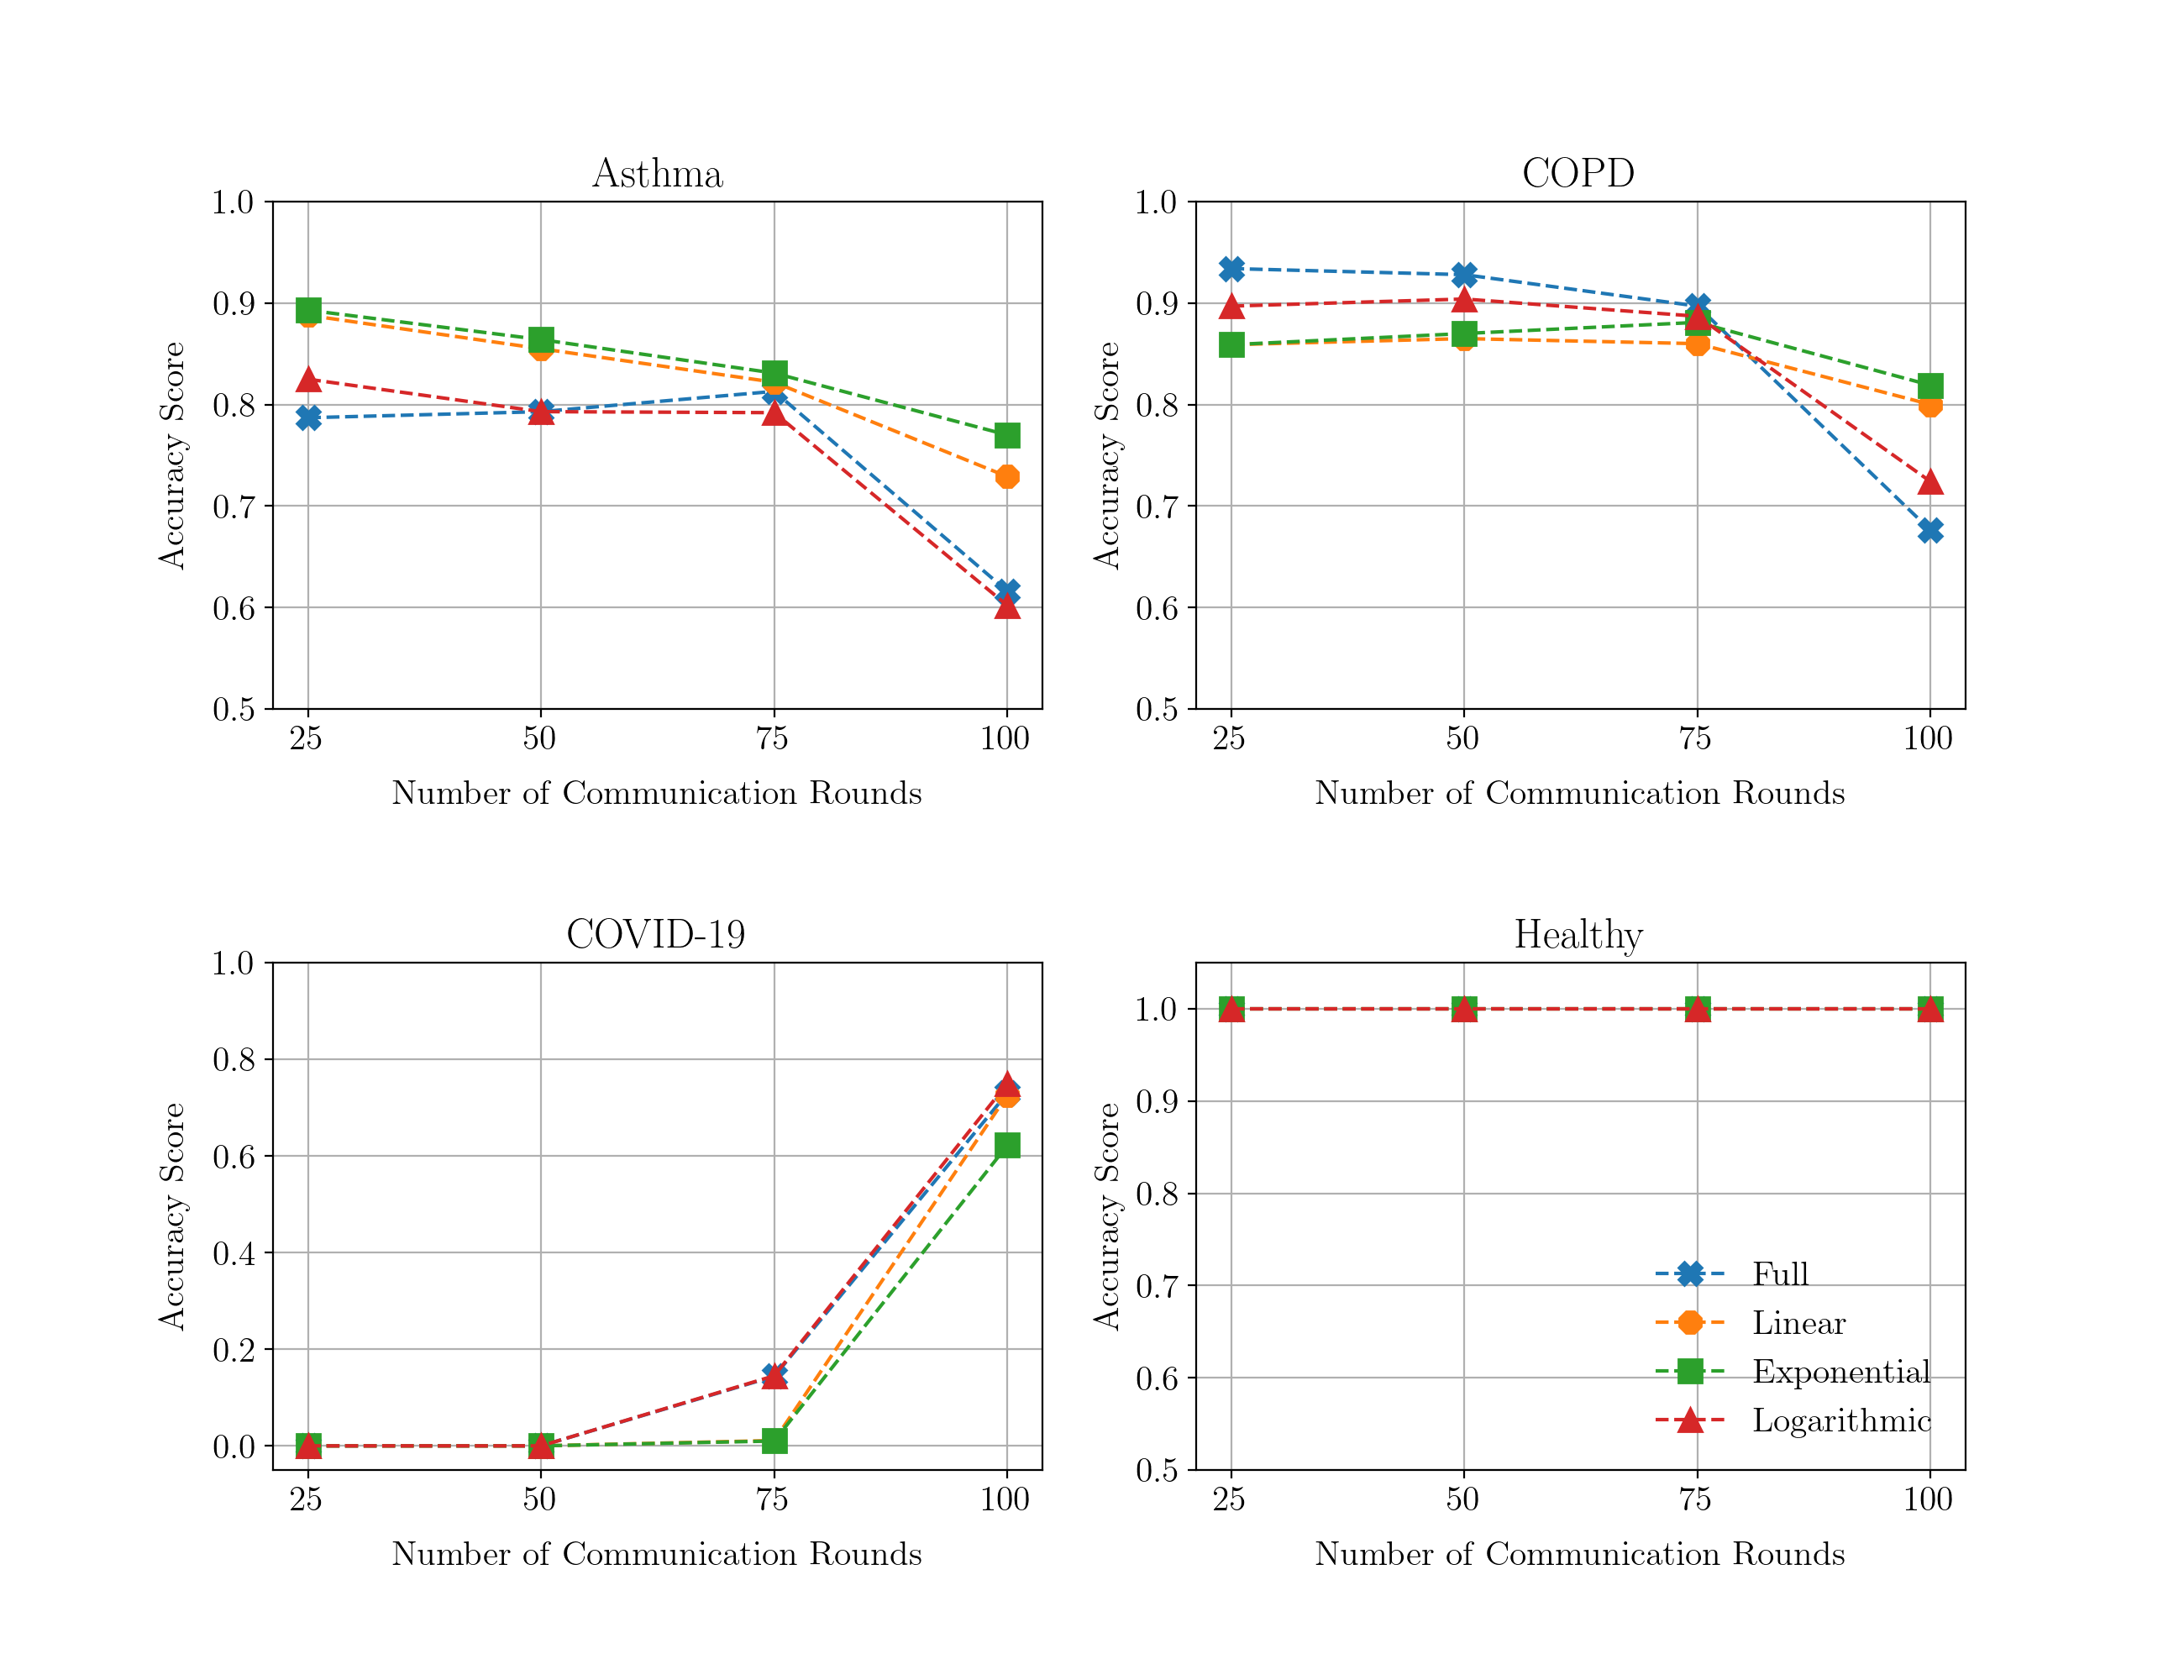 Asthma
1.0
0.9
0.8
0.7
0.6
0.5
Accuracy Score
25 50 75 100
Number of Communication Rounds
COPD
1.0
0.9
0.8
0.7
0.6
0.5
Accuracy Score
25 50 75 100
Number of Communication Rounds
COVID-19
1.0
0.8
0.6
0.4
0.2
0.0
Accuracy Score
25 50 75 100
Number of Communication Rounds
Healthy
1.0
0.9
0.8
0.7
0.6
0.5
Accuracy Score
Full
Linear
Exponential
Logarithmic
25 50 75 100
Number of Communication Rounds